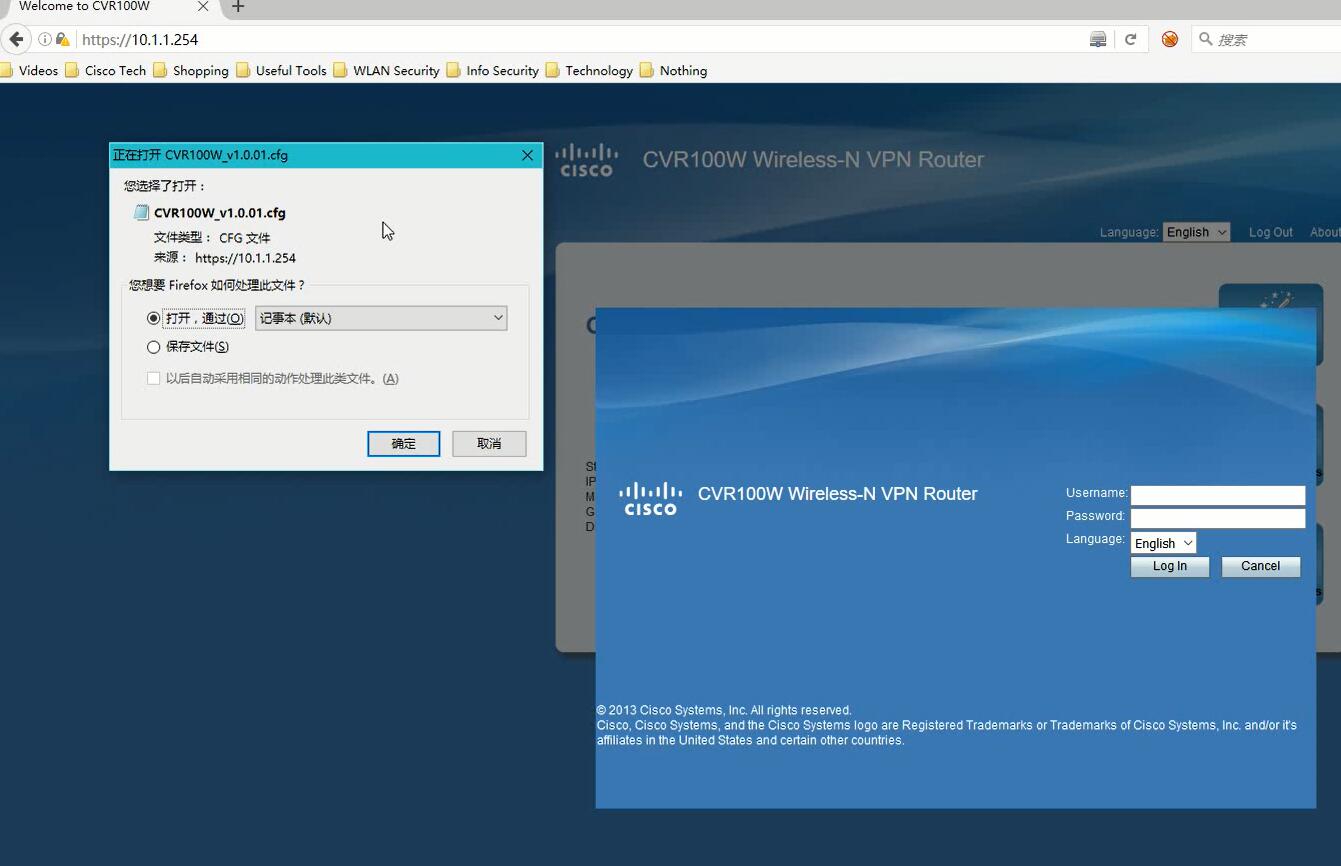 Welcome to CVR100W
https://10.1.1.254
搜索
Videos
Cisco Tech
Shopping
Useful Tools
WLAN Security
Info Security
Technology
Nothing
正在打开 CVR100W_v1.0.01.cfg
您选择了打开：
CVR100W_v1.0.01.cfg
文件类型： CFG 文件
来源： https://10.1.1.254
您想要 Firefox 如何处理此文件？
打开，通过(O)
记事本 (默认)
保存文件(S)
以后自动采用相同的动作处理此类文件。(A)
确定
取消
CISCO
CVR100W Wireless-N VPN Router
Language: English
Log Out
About
CISCO
CVR100W Wireless-N VPN Router
Username:
Password:
Language: English
Log In
Cancel
© 2013 Cisco Systems, Inc. All rights reserved.
Cisco, Cisco Systems, and the Cisco Systems logo are Registered Trademarks or Trademarks of Cisco Systems, Inc. and/or it's
affiliates in the United States and certain other countries.